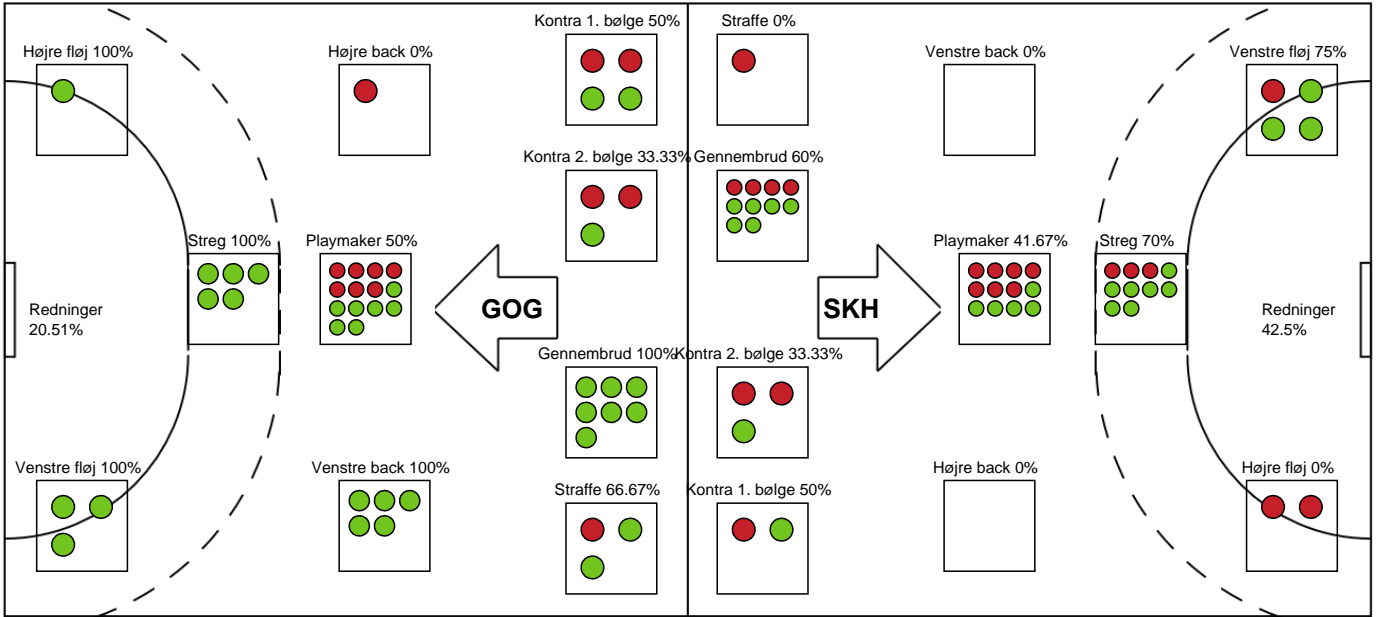 Kontra 1. bølge 50%
Straffe 0%
Højre fløj 100%
Højre back 0%
Venstre back 0%
Venstre fløj 75%
Kontra 2. bølge 33.33%
Gennembrud 60%
Streg 100%
Playmaker 50%
Playmaker 41.67%
Streg 70%
Redninger
20.51%
GOG
SKH
Redninger
42.5%
Gennembrud 100%
Kontra 2. bølge 33.33%
Venstre fløj 100%
Venstre back 100%
Højre back 0%
Højre fløj 0%
Straffe 66.67%
Kontra 1. bølge 50%